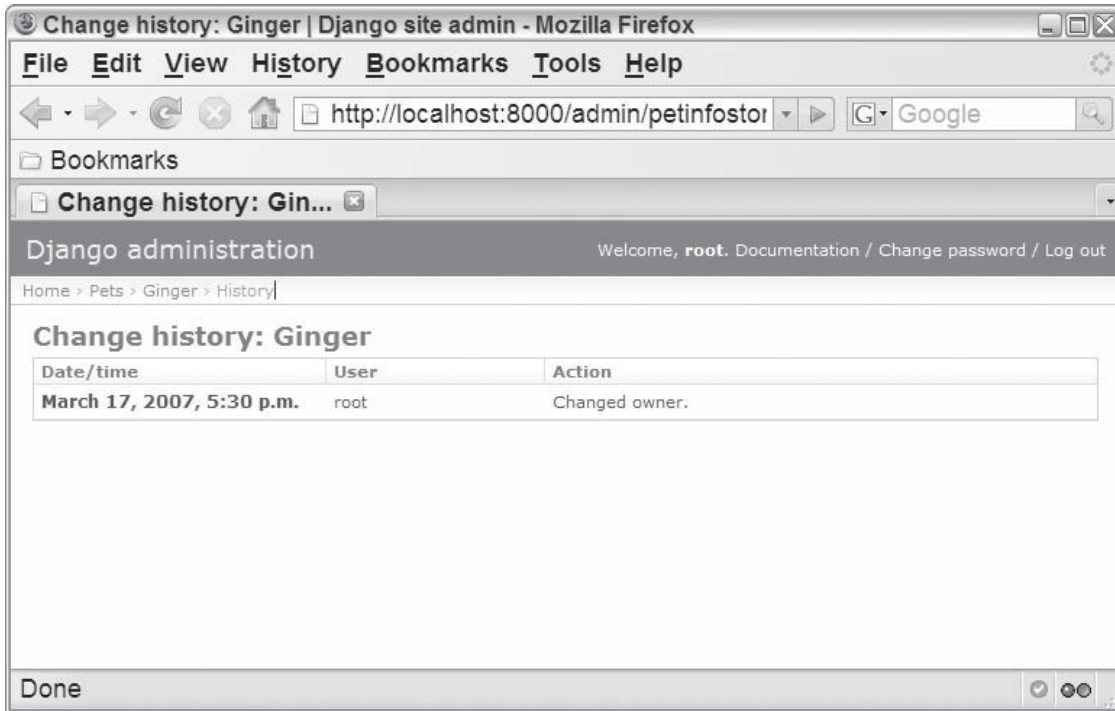 Change history: Ginger | Django site admin - Mozilla Firefox
File Edit View History Bookmarks Tools Help
http://localhost:8000/admin/petinfostor G Google
Bookmarks
Change history: Gin...
Django administration Welcome, root. Documentation / Change password / Log out
Home > Pets > Ginger > History
Change history: Ginger
Date/time User Action
March 17, 2007, 5:30 p.m. root Changed owner.
Done